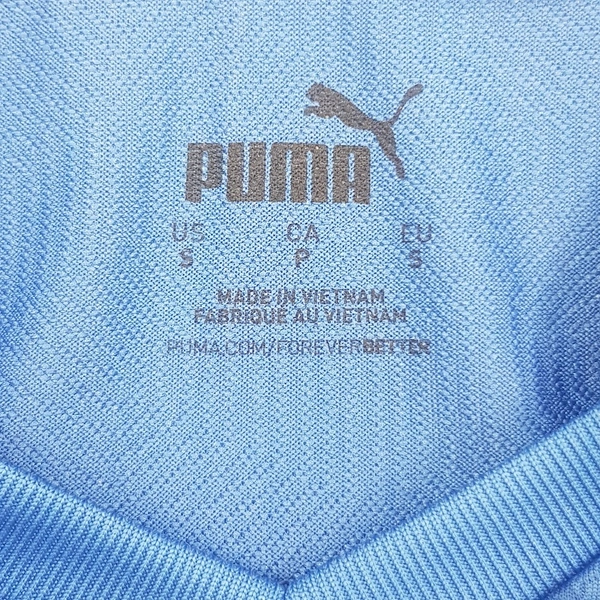 PUMA
US CA EU
S P S
MADE IN VIETNAM
FABRIQUE AU VIETNAM
PUMA.COM/FOREVERBETTER